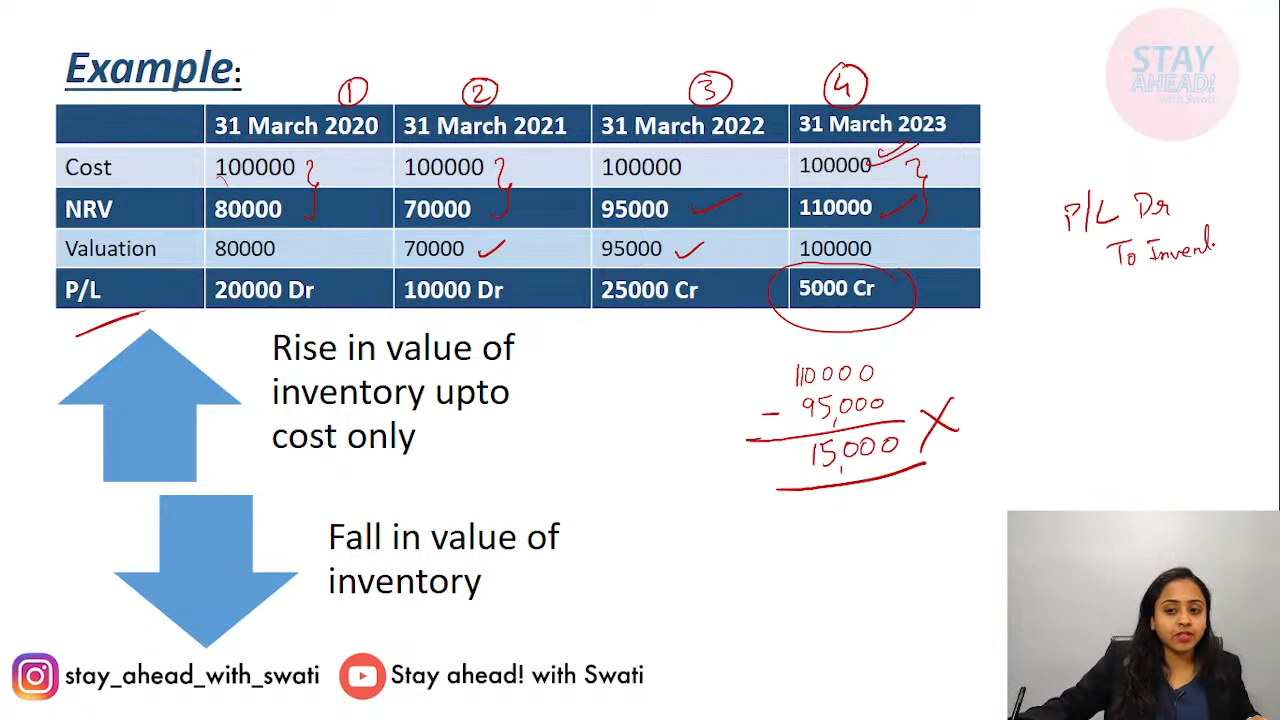 STAY
AHEAD!
with Swati
Example:
1 2 3 4
31 March 2020 31 March 2021 31 March 2022 31 March 2023
Cost 100000 100000 100000 100000
NRV 80000 70000 95000 110000
Valuation 80000 70000 95000 100000
P/L 20000 Dr 10000 Dr 25000 Cr 5000 Cr
P/L Dr
To Invent.
Rise in value of
inventory upto
cost only
110000
- 95,000
15,000
Fall in value of
inventory
stay_ahead_with_swati Stay ahead! with Swati